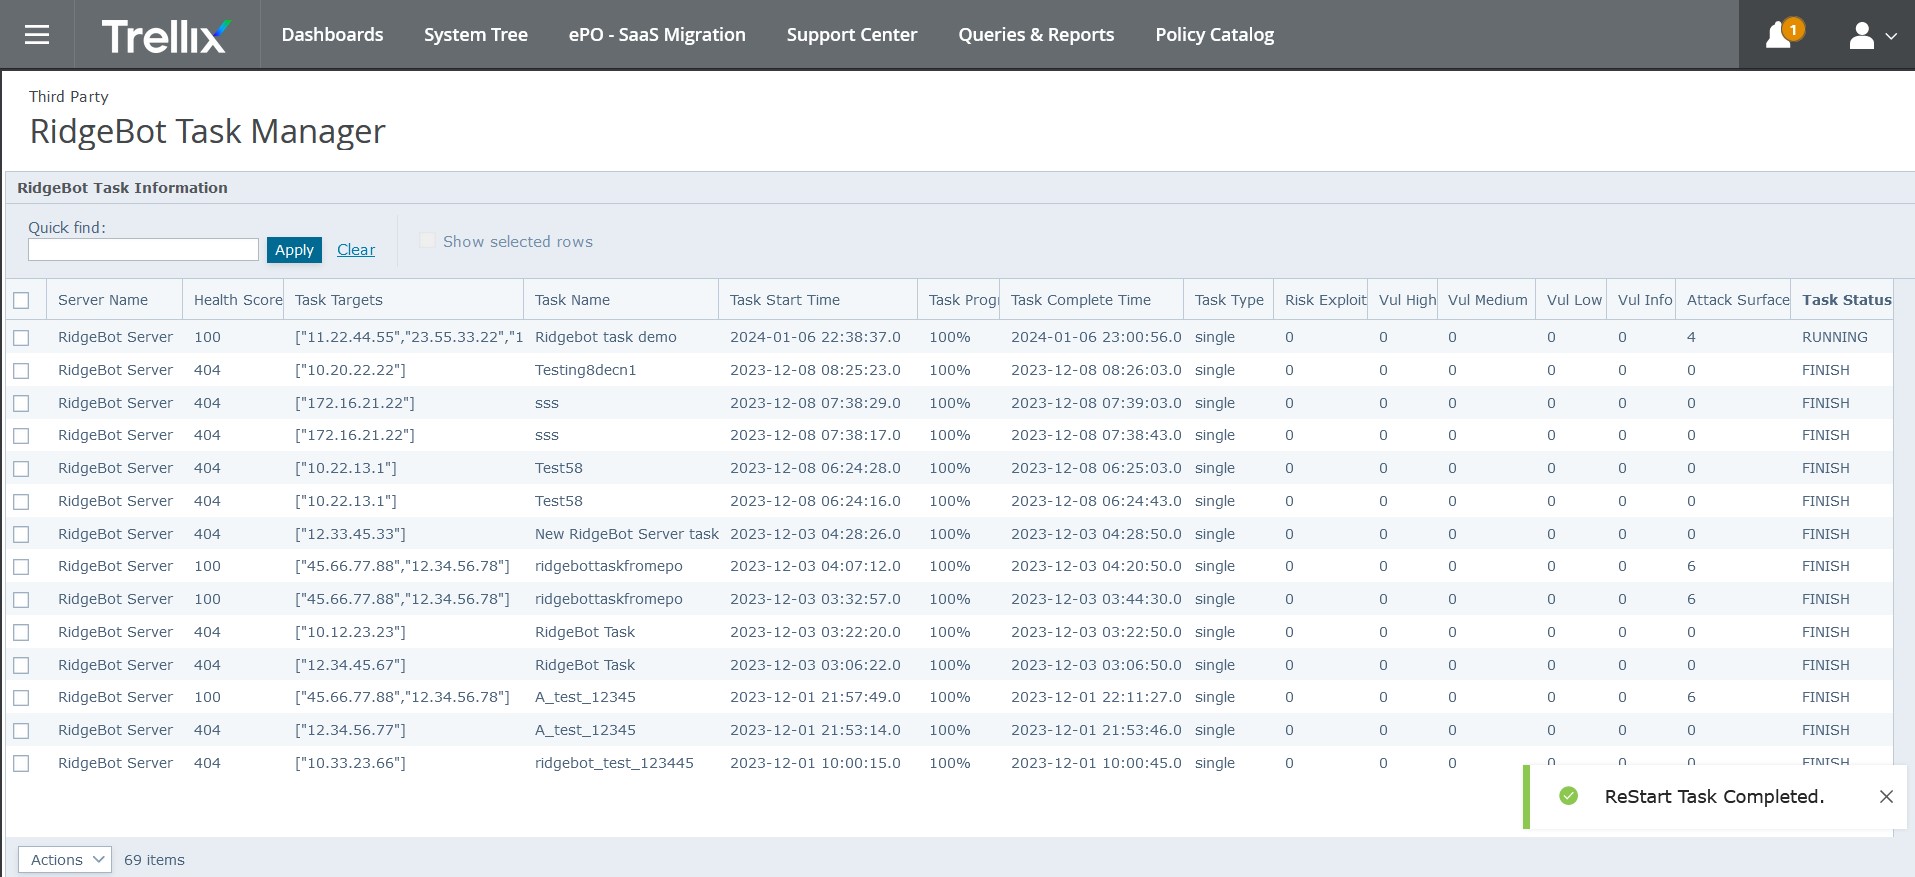 Trellix Dashboards System Tree ePO - SaaS Migration Support Center Queries & Reports Policy Catalog 1
Third Party
RidgeBot Task Manager
RidgeBot Task Information
Quick find:
Apply Clear Show selected rows
Server Name Health Score Task Targets Task Name Task Start Time Task Progr Task Complete Time Task Type Risk Exploit Vul High Vul Medium Vul Low Vul Info Attack Surface Task Status
RidgeBot Server 100 ["11.22.44.55","23.55.33.22","1 Ridgebot task demo 2024-01-06 22:38:37.0 100% 2024-01-06 23:00:56.0 single 0 0 0 0 0 4 RUNNING
RidgeBot Server 404 ["10.20.22.22"] Testing8decn1 2023-12-08 08:25:23.0 100% 2023-12-08 08:26:03.0 single 0 0 0 0 0 0 FINISH
RidgeBot Server 404 ["172.16.21.22"] sss 2023-12-08 07:38:29.0 100% 2023-12-08 07:39:03.0 single 0 0 0 0 0 0 FINISH
RidgeBot Server 404 ["172.16.21.22"] sss 2023-12-08 07:38:17.0 100% 2023-12-08 07:38:43.0 single 0 0 0 0 0 0 FINISH
RidgeBot Server 404 ["10.22.13.1"] Test58 2023-12-08 06:24:28.0 100% 2023-12-08 06:25:03.0 single 0 0 0 0 0 0 FINISH
RidgeBot Server 404 ["10.22.13.1"] Test58 2023-12-08 06:24:16.0 100% 2023-12-08 06:24:43.0 single 0 0 0 0 0 0 FINISH
RidgeBot Server 404 ["12.33.45.33"] New RidgeBot Server task 2023-12-03 04:28:26.0 100% 2023-12-03 04:28:50.0 single 0 0 0 0 0 0 FINISH
RidgeBot Server 100 ["45.66.77.88","12.34.56.78"] ridgebottaskfromepo 2023-12-03 04:07:12.0 100% 2023-12-03 04:20:50.0 single 0 0 0 0 0 6 FINISH
RidgeBot Server 100 ["45.66.77.88","12.34.56.78"] ridgebottaskfromepo 2023-12-03 03:32:57.0 100% 2023-12-03 03:44:30.0 single 0 0 0 0 0 6 FINISH
RidgeBot Server 404 ["10.12.23.23"] RidgeBot Task 2023-12-03 03:22:20.0 100% 2023-12-03 03:22:50.0 single 0 0 0 0 0 0 FINISH
RidgeBot Server 404 ["12.34.45.67"] RidgeBot Task 2023-12-03 03:06:22.0 100% 2023-12-03 03:06:50.0 single 0 0 0 0 0 0 FINISH
RidgeBot Server 100 ["45.66.77.88","12.34.56.78"] A_test_12345 2023-12-01 21:57:49.0 100% 2023-12-01 22:11:27.0 single 0 0 0 0 0 6 FINISH
RidgeBot Server 404 ["12.34.56.77"] A_test_12345 2023-12-01 21:53:14.0 100% 2023-12-01 21:53:46.0 single 0 0 0 0 0 0 FINISH
RidgeBot Server 404 ["10.33.23.66"] ridgebot_test_123445 2023-12-01 10:00:15.0 100% 2023-12-01 10:00:45.0 single 0 0 0 0 0 0 FINISH
ReStart Task Completed.
Actions 69 items